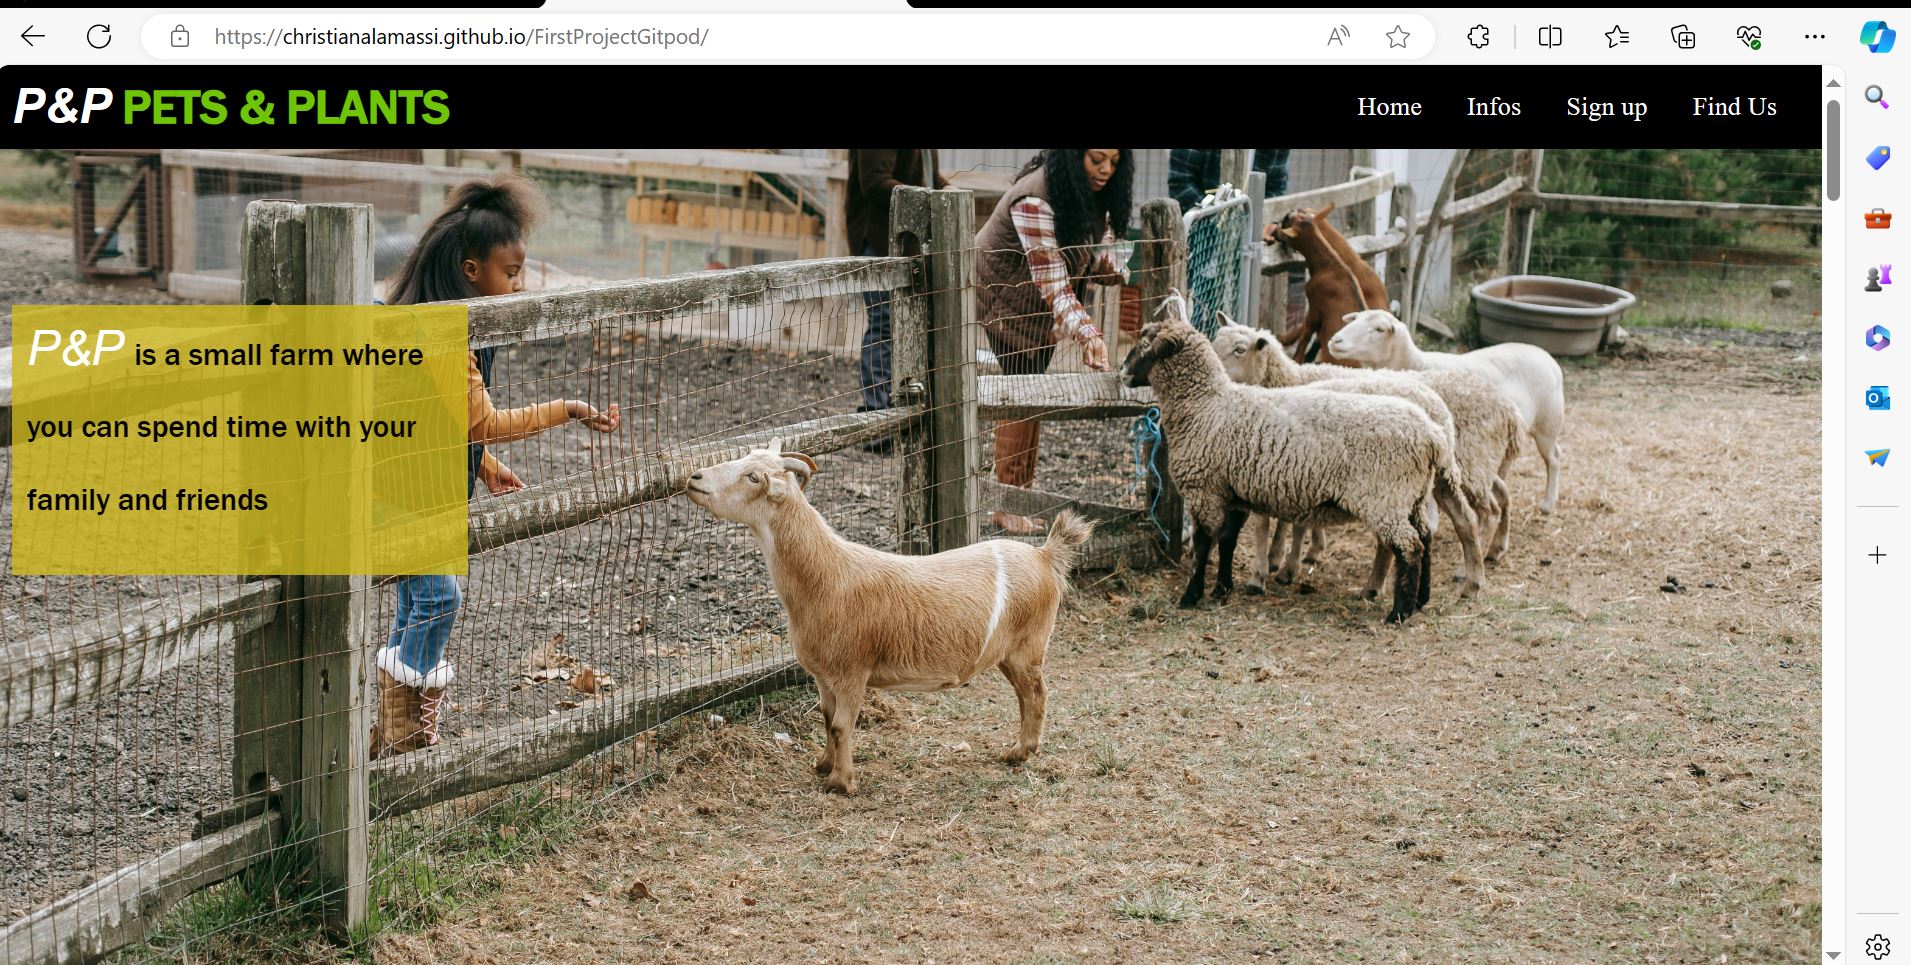 https://christianalamassi.github.io/FirstProjectGitpod/
P&P PETS & PLANTS
Home Infos Sign up Find Us
P&P is a small farm where
you can spend time with your
family and friends